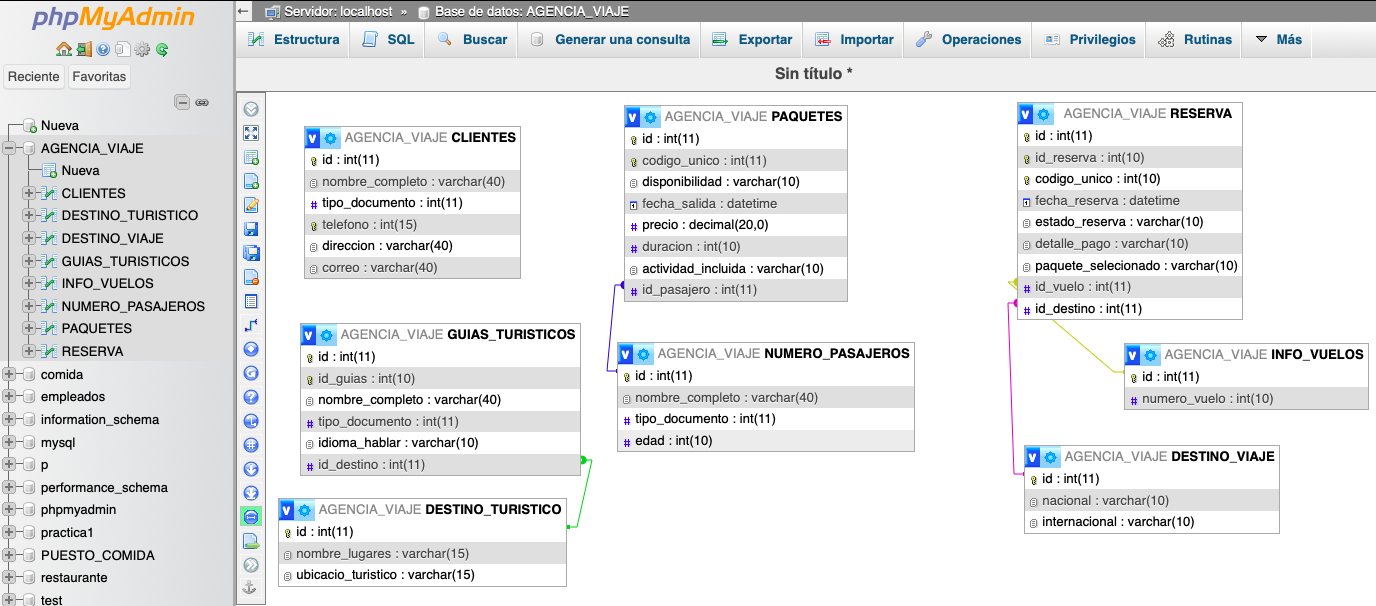 phpMyAdmin
Reciente Favoritas
Nueva
AGENCIA_VIAJE
Nueva
CLIENTES
DESTINO_TURISTICO
DESTINO_VIAJE
GUIAS_TURISTICOS
INFO_VUELOS
NUMERO_PASAJEROS
PAQUETES
RESERVA
comida
empleados
information_schema
mysql
p
performance_schema
phpmyadmin
practica1
PUESTO_COMIDA
restaurante
test
Servidor: localhost » Base de datos: AGENCIA_VIAJE
Estructura SQL Buscar Generar una consulta Exportar Importar Operaciones Privilegios Rutinas Más
Sin título *
AGENCIA_VIAJE CLIENTES
id : int(11)
nombre_completo : varchar(40)
tipo_documento : int(11)
telefono : int(15)
direccion : varchar(40)
correo : varchar(40)
AGENCIA_VIAJE PAQUETES
id : int(11)
codigo_unico : int(11)
disponibilidad : varchar(10)
fecha_salida : datetime
precio : decimal(20,0)
duracion : int(10)
actividad_incluida : varchar(10)
id_pasajero : int(11)
AGENCIA_VIAJE RESERVA
id : int(11)
id_reserva : int(10)
codigo_unico : int(10)
fecha_reserva : datetime
estado_reserva : varchar(10)
detalle_pago : varchar(10)
paquete_selecionado : varchar(10)
id_vuelo : int(11)
id_destino : int(11)
AGENCIA_VIAJE GUIAS_TURISTICOS
id : int(11)
id_guias : int(10)
nombre_completo : varchar(40)
tipo_documento : int(11)
idioma_hablar : varchar(10)
id_destino : int(11)
AGENCIA_VIAJE NUMERO_PASAJEROS
id : int(11)
nombre_completo : varchar(40)
tipo_documento : int(11)
edad : int(10)
AGENCIA_VIAJE INFO_VUELOS
id : int(11)
numero_vuelo : int(10)
AGENCIA_VIAJE DESTINO_VIAJE
id : int(11)
nacional : varchar(10)
internacional : varchar(10)
AGENCIA_VIAJE DESTINO_TURISTICO
id : int(11)
nombre_lugares : varchar(15)
ubicacio_turistico : varchar(15)